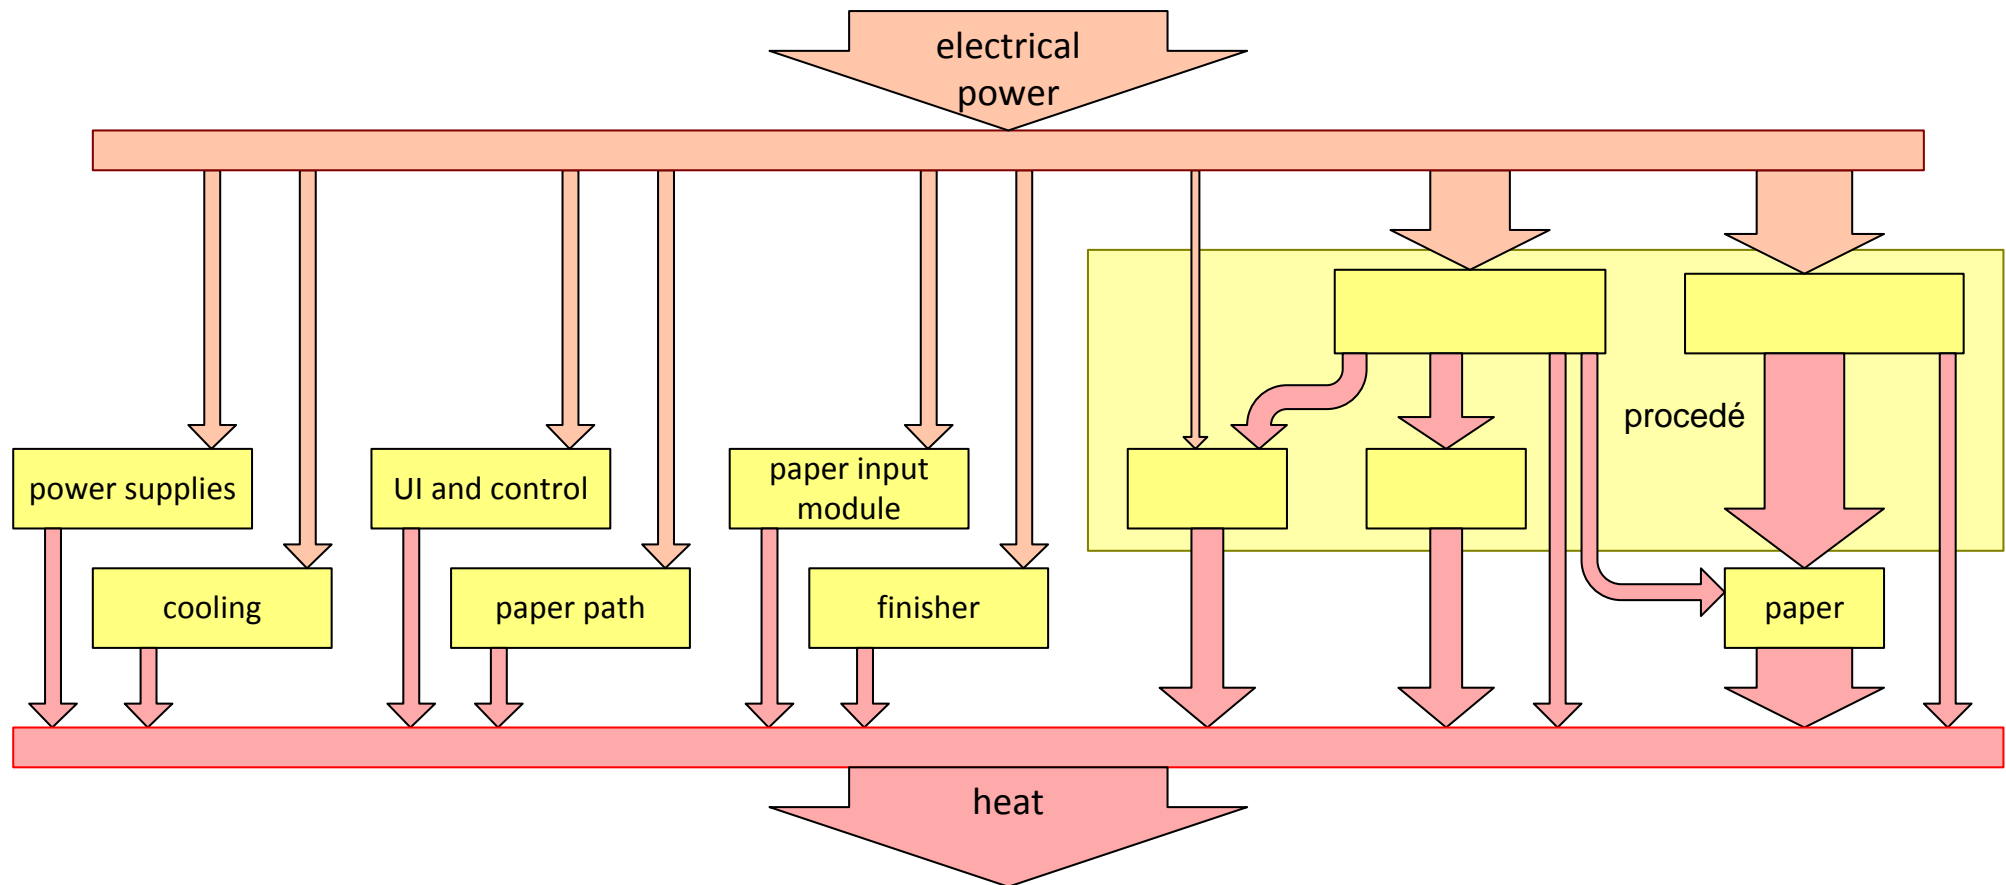 electrical
power
procedé
power supplies
UI and control
paper input
module
cooling
paper path
finisher
paper
heat